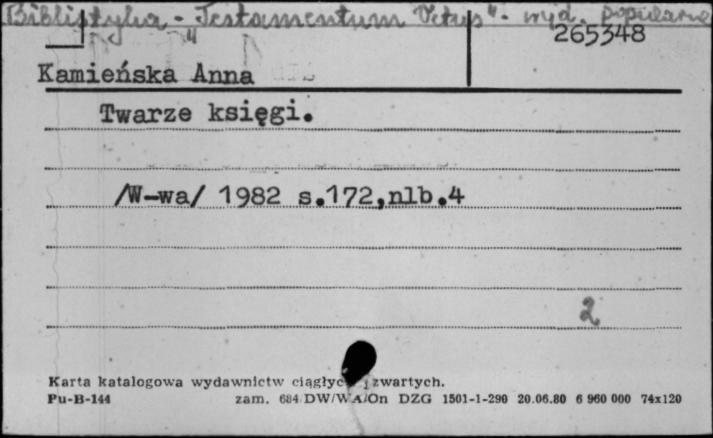 Biblistyka - "Testamentum Vetus" - wyd. popularne
265348
Kamieńska Anna
Twarze księgi.
/W-wa/ 1982 s.172,nlb.4
2
Karta katalogowa wydawnictw ciągłych i zwartych.
Pu-B-144 zam. 684/DW/WA/On DZG 1501-1-290 20.06.80 6 960 000 74x120